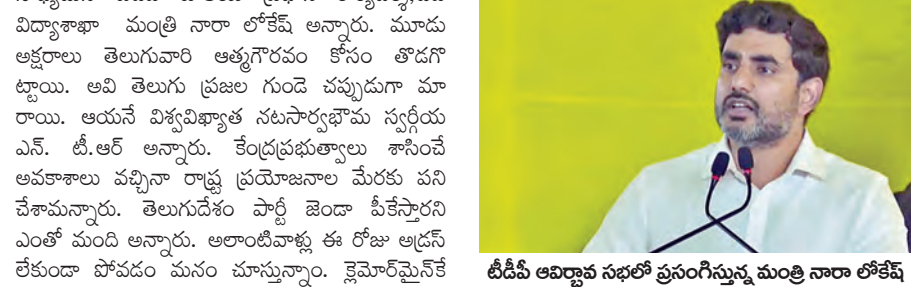 విద్యాశాఖా మంత్రి నారా లోకేష్ అన్నారు. మూడు
అక్షరాలు తెలుగువారి ఆత్మగౌరవం కోసం తొడగొ
ట్టాయి. అవి తెలుగు ప్రజల గుండె చప్పుడుగా మా
రాయి. ఆయనే విశ్వవిఖ్యాత నటసార్వభౌమ స్వర్గీయ
ఎన్. టీ.ఆర్ అన్నారు. కేంద్రప్రభుత్వాలు శాసించే
అవకాశాలు వచ్చినా రాష్ట్ర ప్రయోజనాల మేరకు పని
చేశామన్నారు. తెలుగుదేశం పార్టీ జెండా పీకేస్తారని
ఎంతో మంది అన్నారు. అలాంటివాళ్లు ఈ రోజు అడ్రస్
లేకుండా పోవడం మనం చూస్తున్నాం. క్లెమోర్‌మైన్‌కే
టీడీపీ ఆవిర్భావ సభలో ప్రసంగిస్తున్న మంత్రి నారా లోకేష్